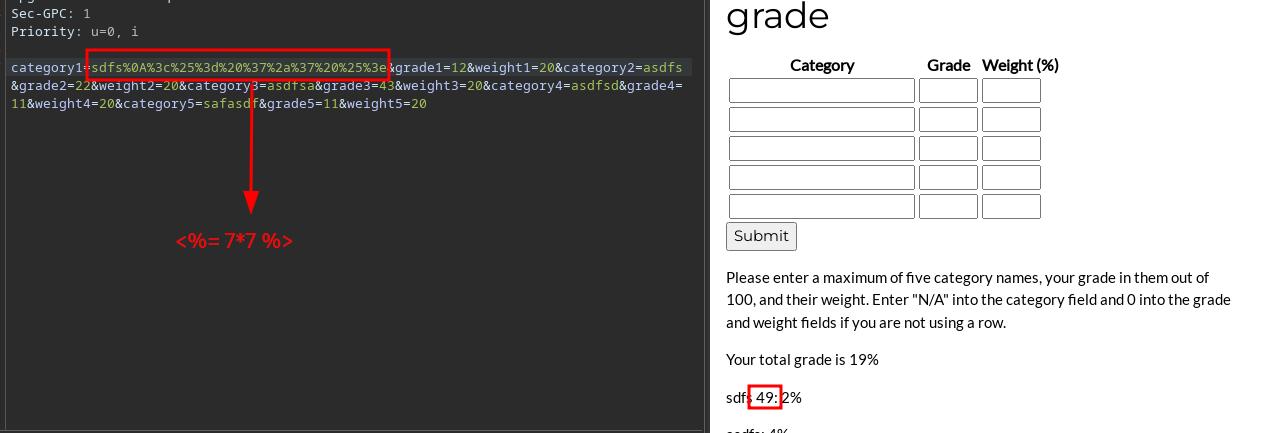 Sec-GPC: 1
Priority: u=0, i
category1=sdfs%0A%3c%25%3d%20%37%2a%37%20%25%3e&grade1=12&weight1=20&category2=asdfs
&grade2=22&weight2=20&category3=asdfsa&grade3=43&weight3=20&category4=asdfsd&grade4=
11&weight4=20&category5=safasdf&grade5=11&weight5=20
<%= 7*7 %>
grade
Category Grade Weight (%)
Submit
Please enter a maximum of five category names, your grade in them out of
100, and their weight. Enter "N/A" into the category field and 0 into the grade
and weight fields if you are not using a row.
Your total grade is 19%
sdfs 49: 2%